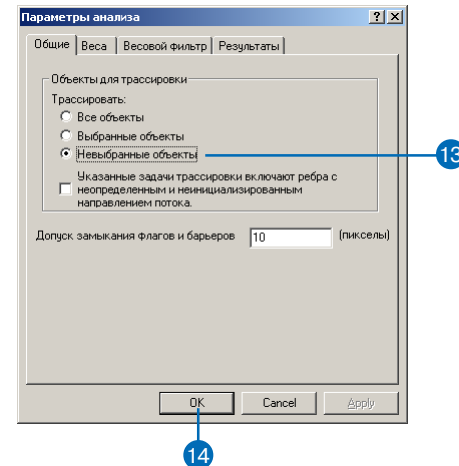 Параметры анализа
Общие Веса Весовой фильтр Результаты
Объекты для трассировки
Трассировать:
Все объекты
Выбранные объекты
Невыбранные объекты
13
Указанные задачи трассировки включают ребра с
неопределенным и неинициализированным
направлением потока.
Допуск замыкания флагов и барьеров 10 (пикселы)
OK Cancel Apply
14